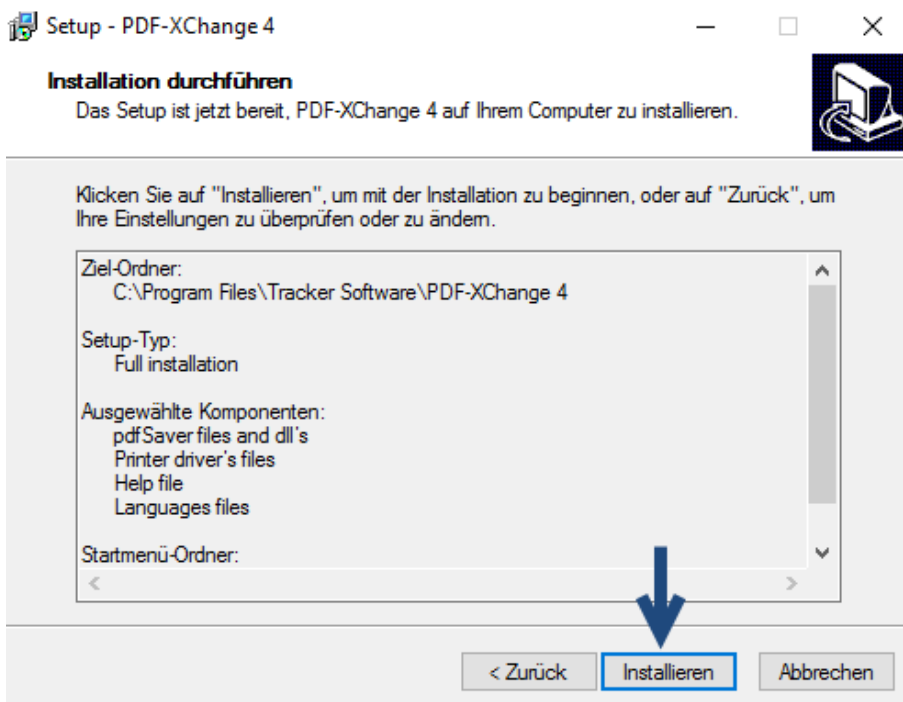 Setup - PDF-XChange 4
Installation durchführen
Das Setup ist jetzt bereit, PDF-XChange 4 auf Ihrem Computer zu installieren.
Klicken Sie auf "Installieren", um mit der Installation zu beginnen, oder auf "Zurück", um
Ihre Einstellungen zu überprüfen oder zu ändern.
Ziel-Ordner:
C:\Program Files\Tracker Software\PDF-XChange 4
Setup-Typ:
Full installation
Ausgewählte Komponenten:
pdfSaver files and dll's
Printer driver's files
Help file
Languages files
Startmenü-Ordner:
< Zurück Installieren Abbrechen